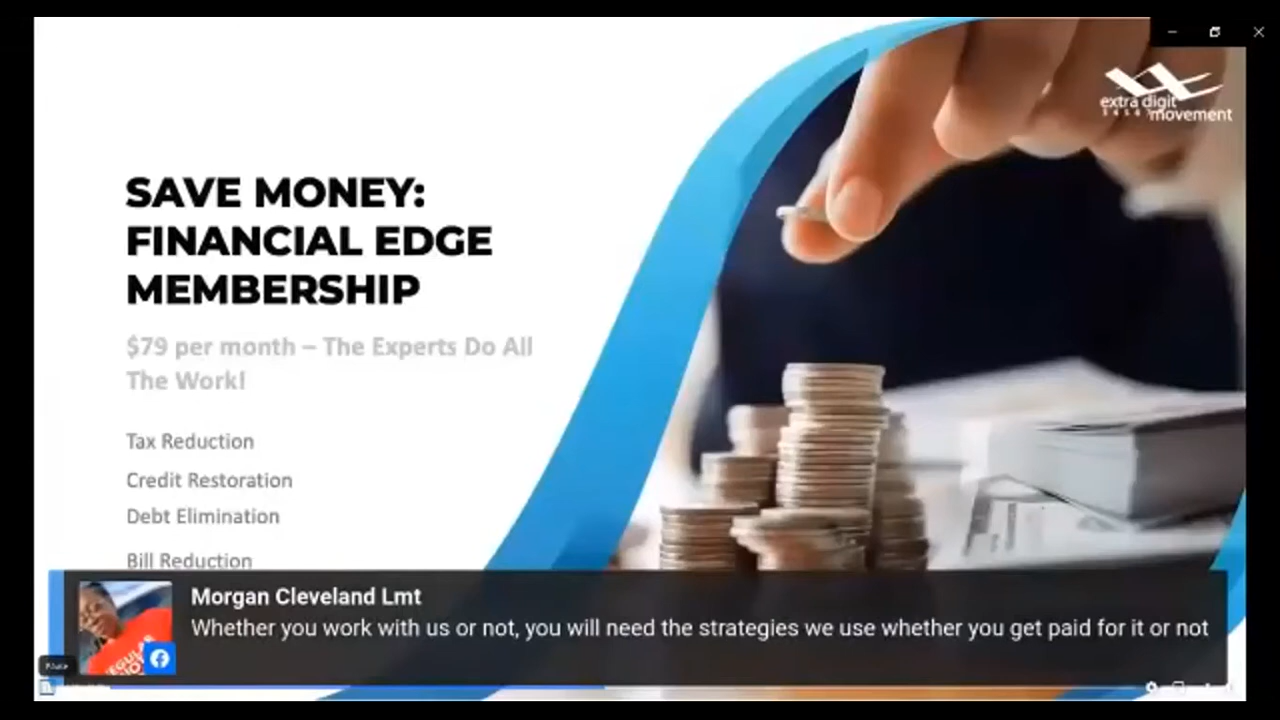 extra digit
movement
SAVE MONEY:
FINANCIAL EDGE
MEMBERSHIP
$79 per month – The Experts Do All
The Work!
Tax Reduction
Credit Restoration
Debt Elimination
Bill Reduction
Morgan Cleveland Lmt
Whether you work with us or not, you will need the strategies we use whether you get paid for it or not